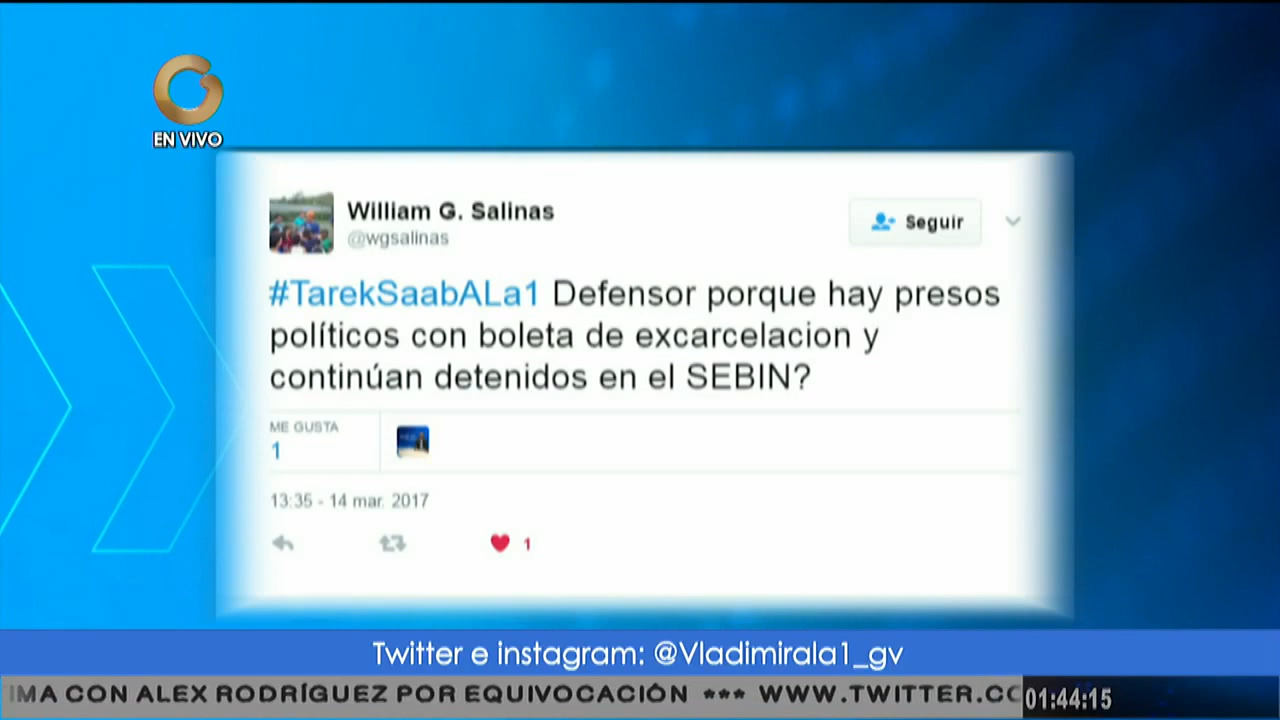 EN VIVO
William G. Salinas
@wgsalinas
Seguir
#TarekSaabALa1 Defensor porque hay presos
políticos con boleta de excarcelacion y
continúan detenidos en el SEBIN?
ME GUSTA
1
13:35 - 14 mar. 2017
1
Twitter e instagram: @Vladimirala1_gv
IMA CON ALEX RODRÍGUEZ POR EQUIVOCACIÓN *** WWW.TWITTER.CO
01:44:15